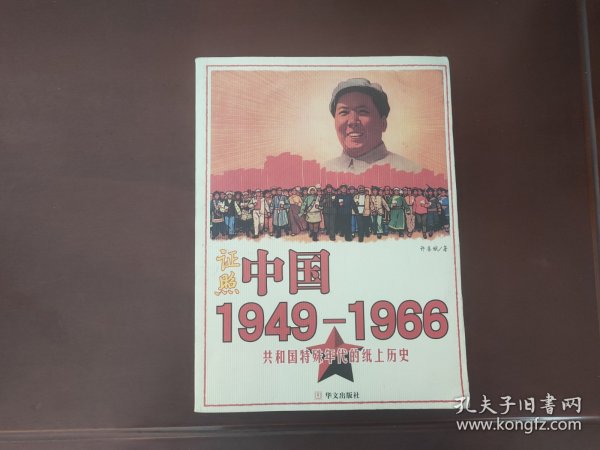 许善斌/著
证照
中国
1949-1966
共和国特殊年代的纸上历史
华文出版社
孔夫子旧书网
www.kongfz.com